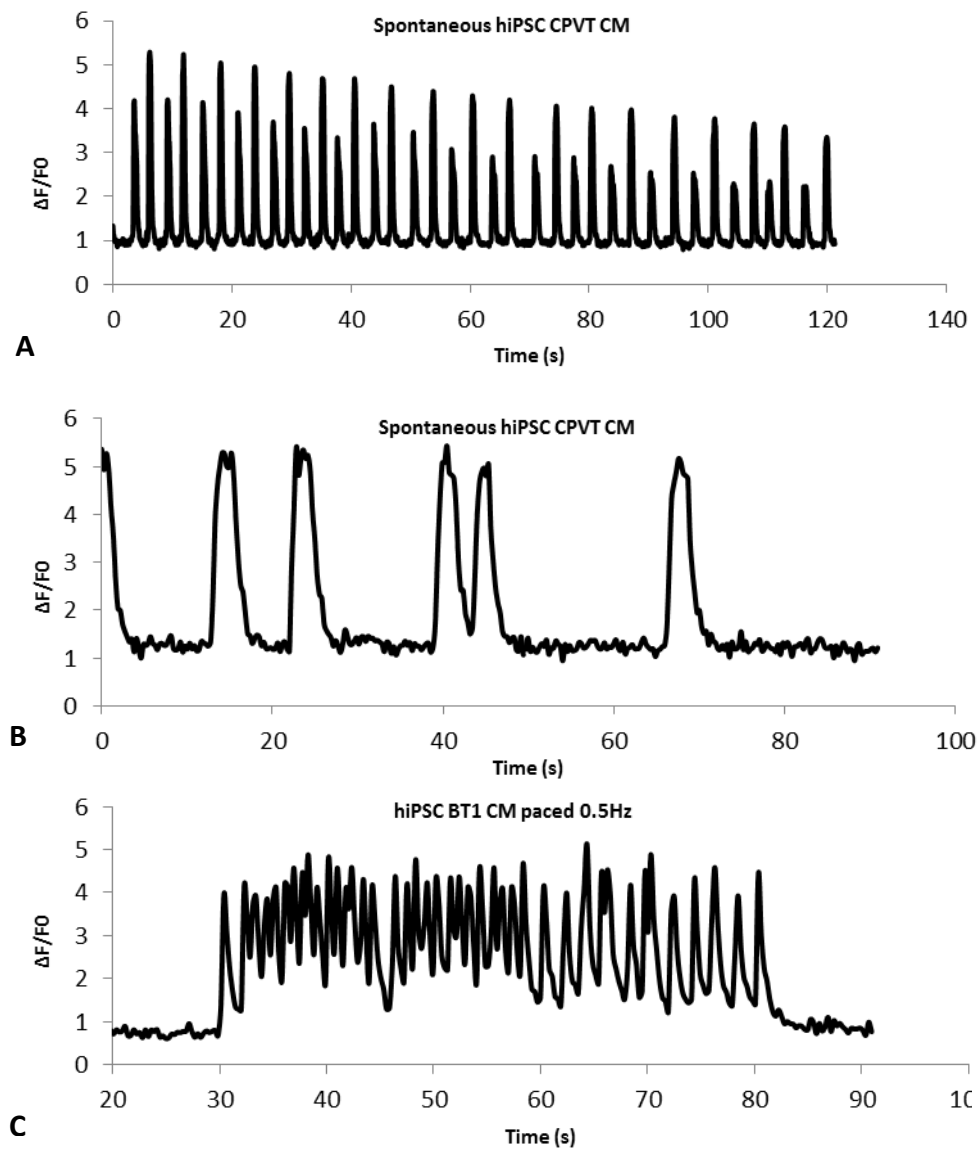 Spontaneous hiPSC CPVT CM
6
5
4
3
2
1
0
ΔF/F0
0 20 40 60 80 100 120 140
Time (s)
A
Spontaneous hiPSC CPVT CM
6
5
4
3
2
1
0
ΔF/F0
0 20 40 60 80 100
Time (s)
B
hiPSC BT1 CM paced 0.5Hz
6
5
4
3
2
1
0
ΔF/F0
20 30 40 50 60 70 80 90
Time (s)
C